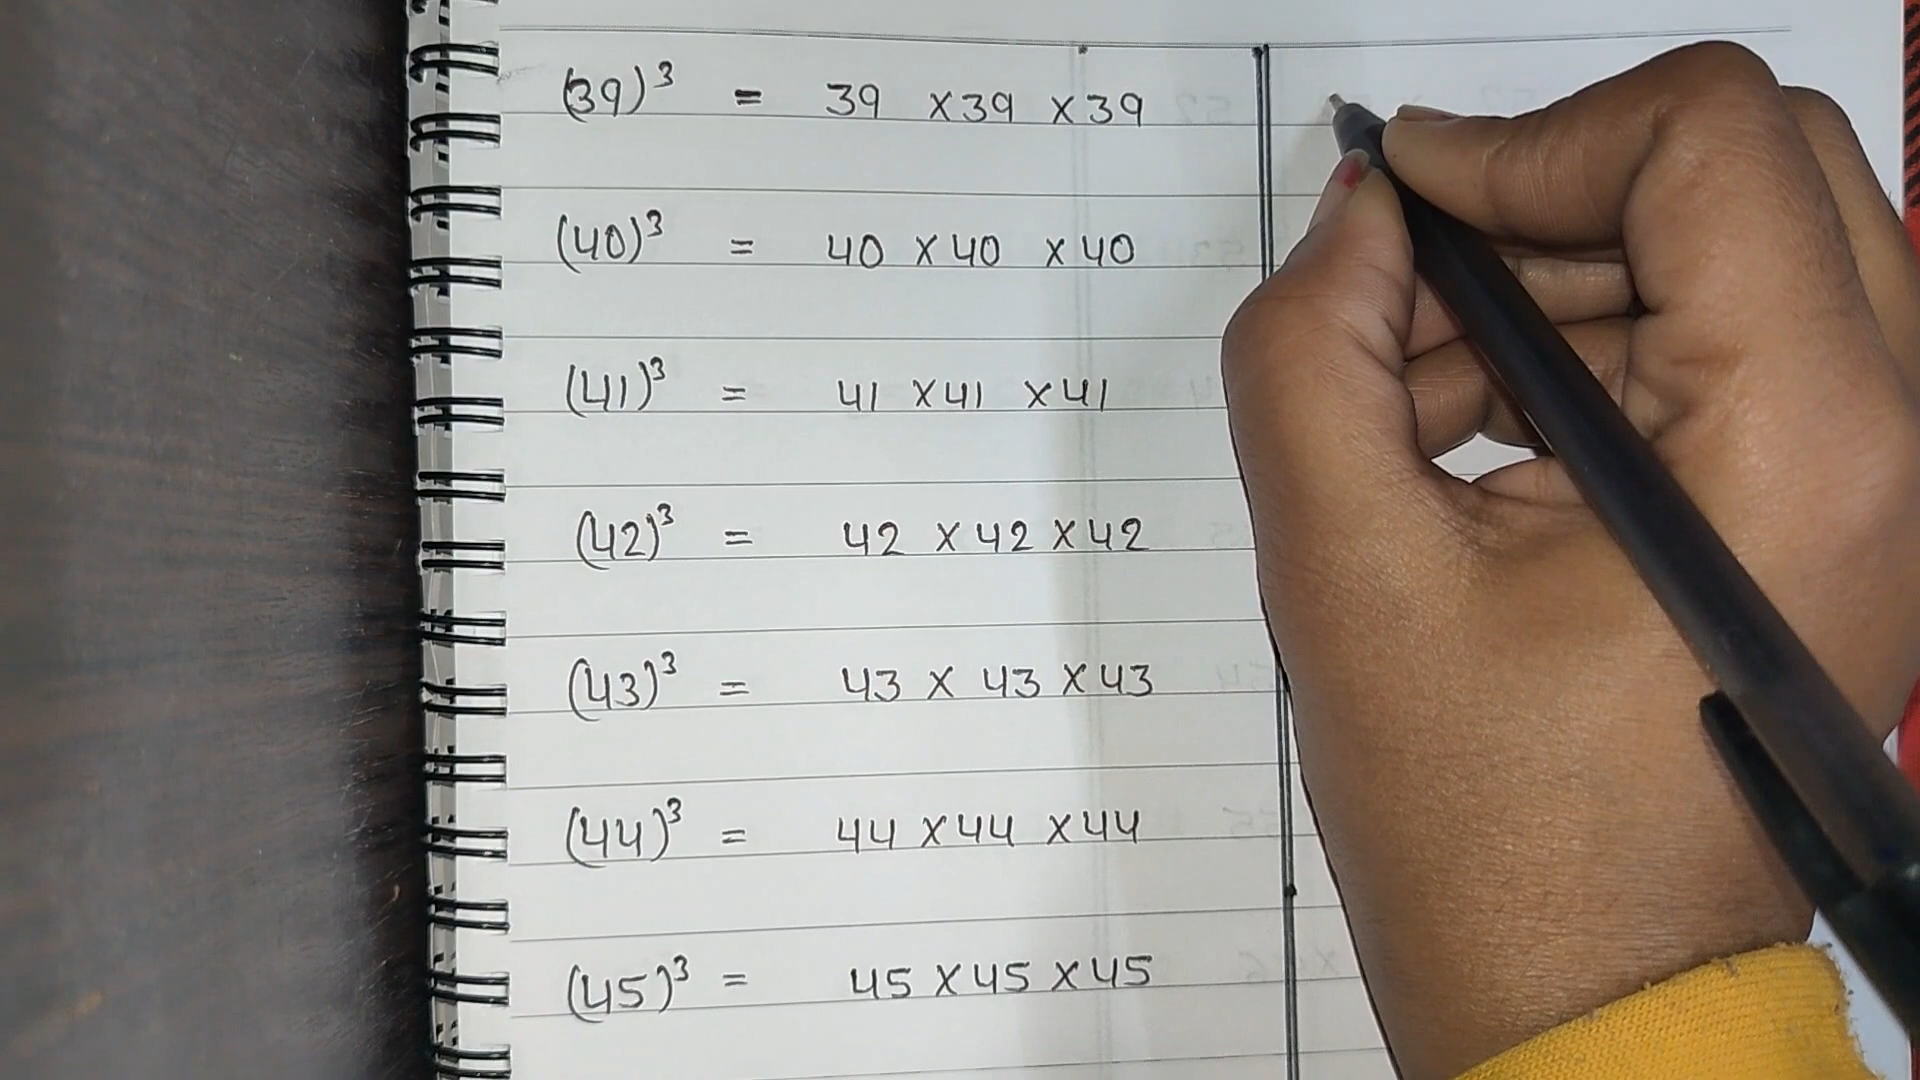 (39)³ = 39 x 39 x 39
(40)³ = 40 x 40 x 40
(41)³ = 41 x 41 x 41
(42)³ = 42 x 42 x 42
(43)³ = 43 x 43 x 43
(44)³ = 44 x 44 x 44
(45)³ = 45 x 45 x 45